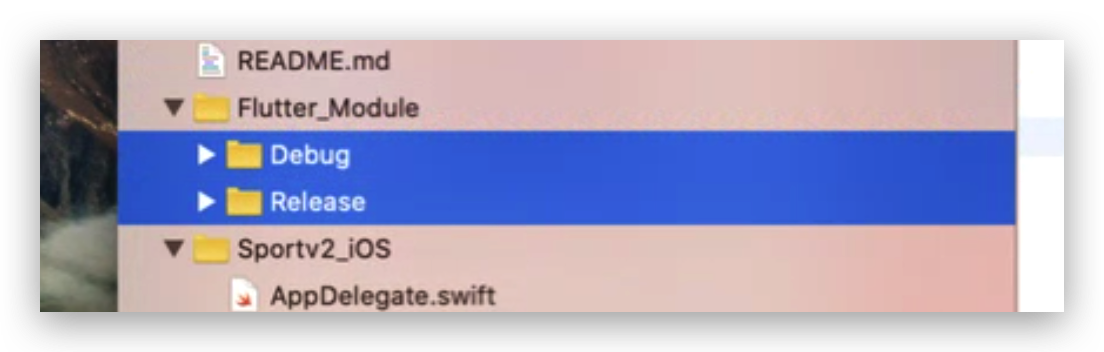 README.md
Flutter_Module
Debug
Release
Sportv2_iOS
AppDelegate.swift